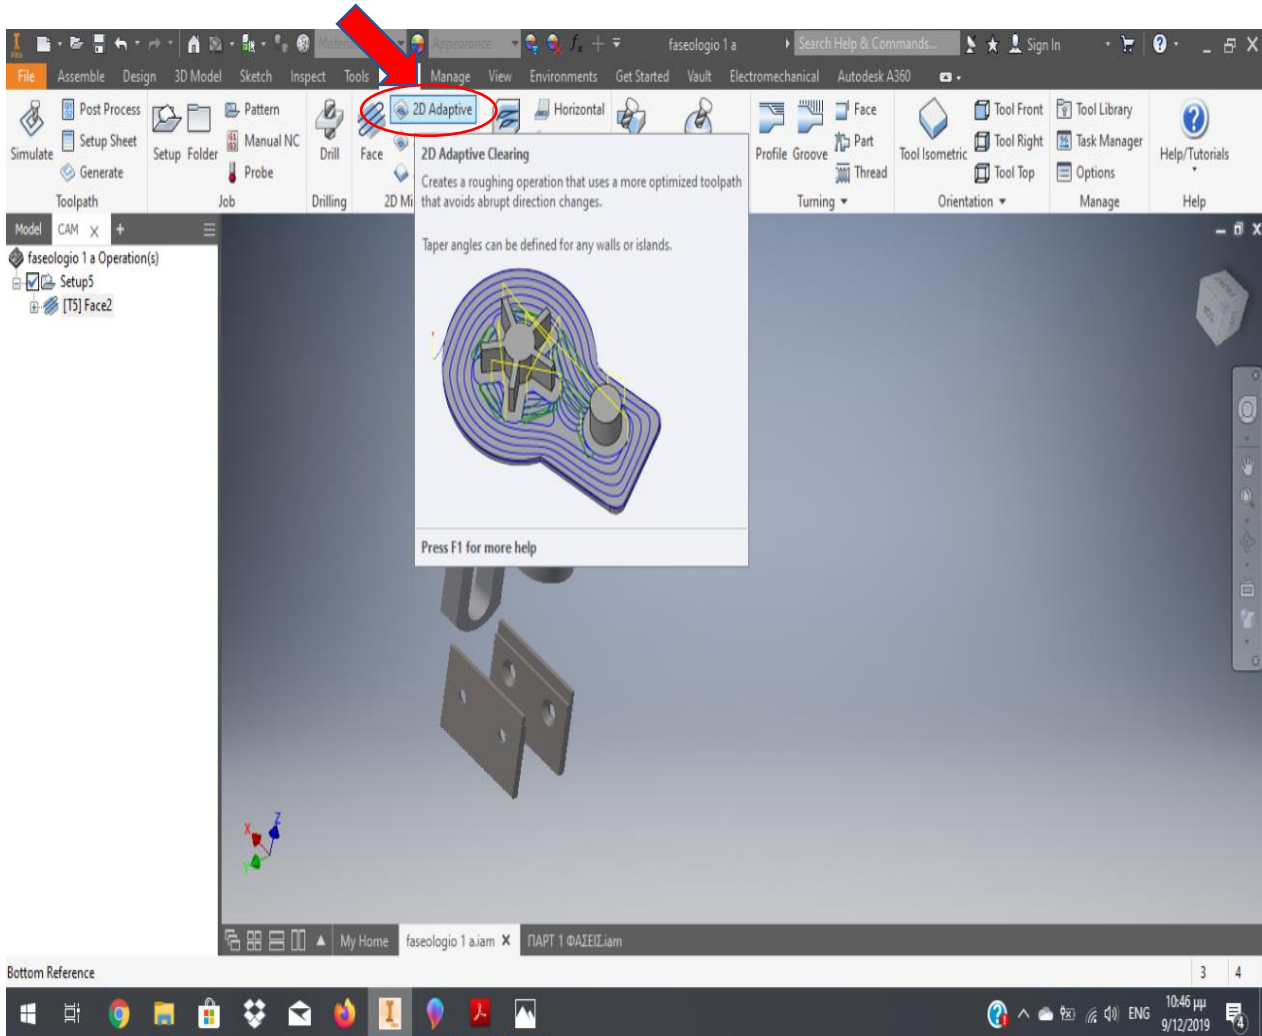 PRO
Appearance
faseologio 1 a
Search Help & Commands...
Sign In
File Assemble Design 3D Model Sketch Inspect Tools Manage View Environments Get Started Vault Electromechanical Autodesk A360
Post Process
Setup Sheet
Generate
Simulate
Toolpath
Setup Folder
Pattern
Manual NC
Probe
Job
Drill
Drilling
Face
2D Adaptive
2D Mi
Horizontal
2D Adaptive Clearing
Creates a roughing operation that uses a more optimized toolpath
that avoids abrupt direction changes.
Taper angles can be defined for any walls or islands.
Press F1 for more help
Profile Groove
Face
Part
Thread
Turning
Tool Isometric
Tool Front
Tool Right
Tool Top
Orientation
Tool Library
Task Manager
Options
Manage
Help/Tutorials
Help
Model CAM
faseologio 1 a Operation(s)
Setup5
[T5] Face2
TOP
X
Z
Y
My Home faseologio 1 a.iam ΠΑΡΤ 1 ΦΑΣΕΙΣ.iam
Bottom Reference
3 4
ENG
10:46 μμ
9/12/2019
4